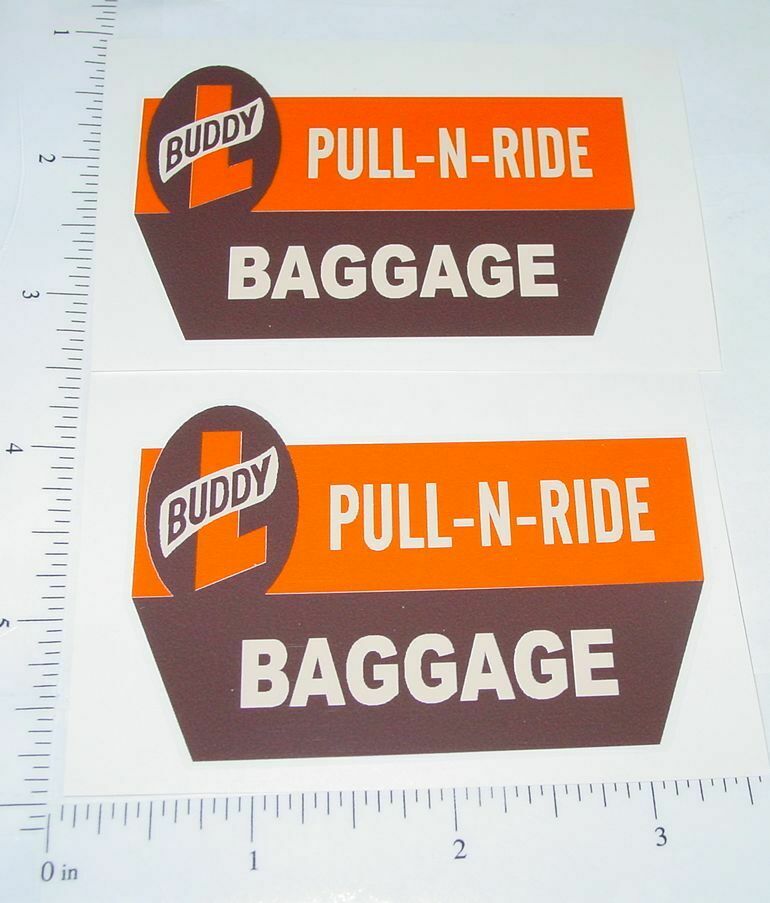 1
BUDDY
L
PULL-N-RIDE
BAGGAGE
2
3
BUDDY
L
PULL-N-RIDE
BAGGAGE
4
5
0 in
1
2
3